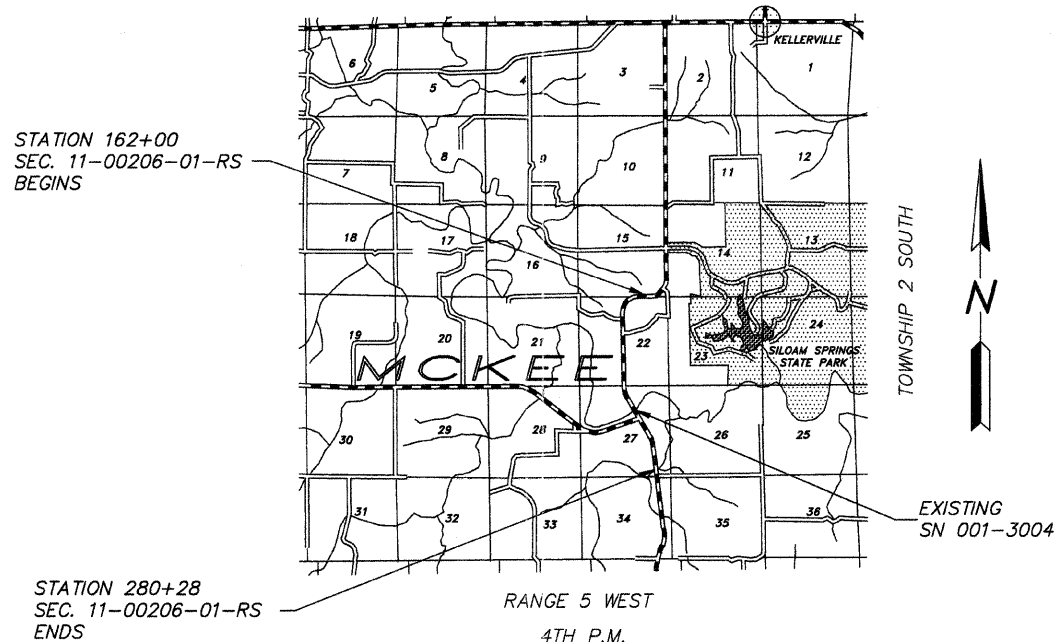 KELLERVILLE
6
5
4
3
2
1
STATION 162+00
SEC. 11-00206-01-RS
BEGINS
7
8
9
10
11
12
18
17
16
15
14
13
TOWNSHIP 2 SOUTH
N
19
20
21
22
23
24
SILOAM SPRINGS
STATE PARK
MCKEE
30
29
28
27
26
25
EXISTING
SN 001-3004
31
32
33
34
35
36
STATION 280+28
SEC. 11-00206-01-RS
ENDS
RANGE 5 WEST
4TH P.M.